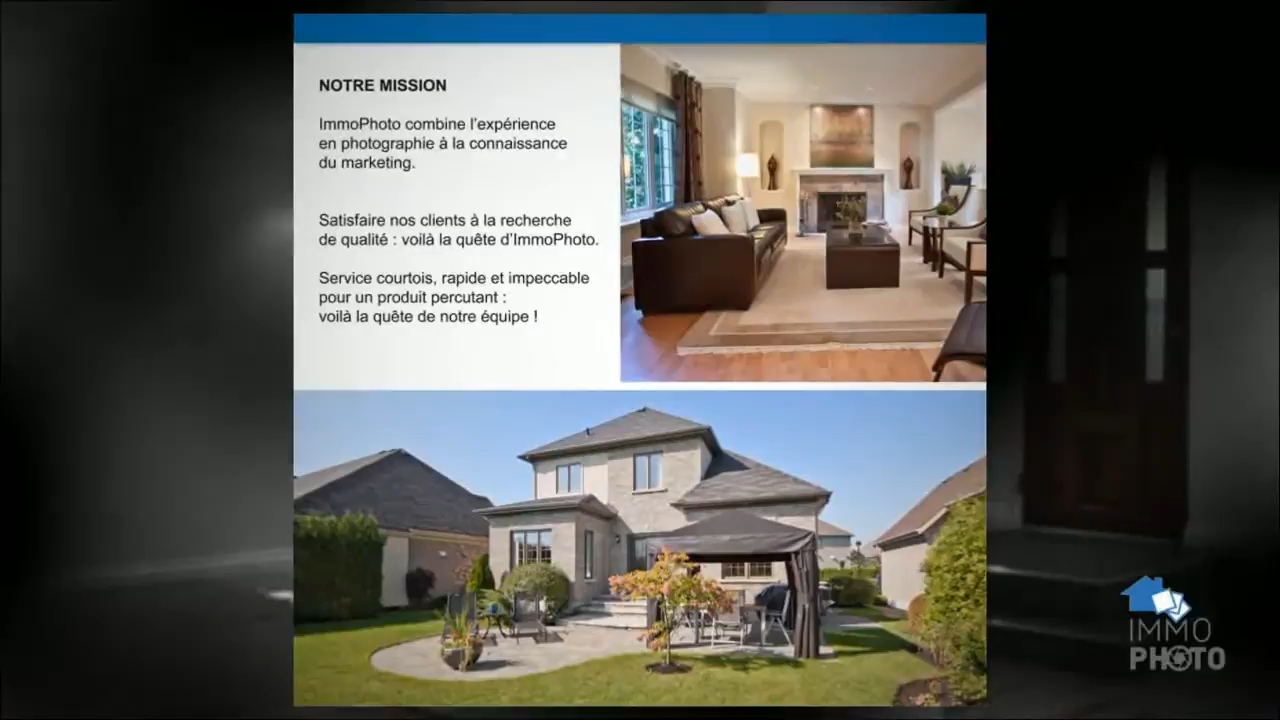 NOTRE MISSION
ImmoPhoto combine l'expérience
en photographie à la connaissance
du marketing.
Satisfaire nos clients à la recherche
de qualité : voilà la quête d'ImmoPhoto.
Service courtois, rapide et impeccable
pour un produit percutant :
voilà la quête de notre équipe !
IMMO
PHOTO